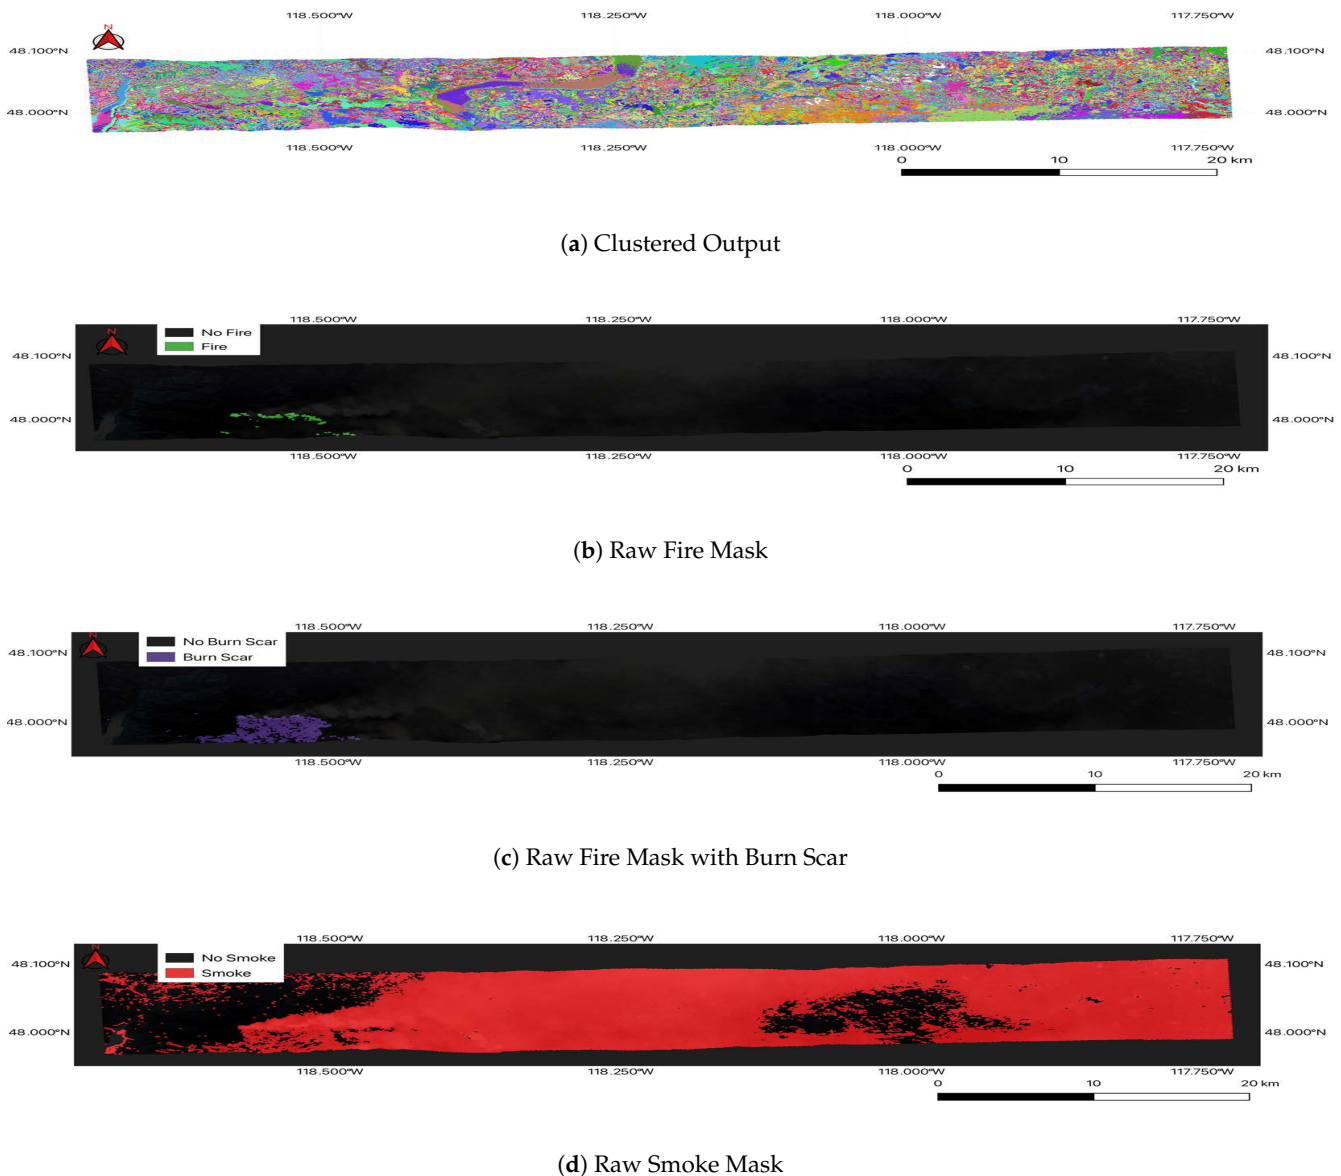 118.500°W 118.250°W 118.000°W 117.750°W
N
48.100°N 48.100°N
48.000°N 48.000°N
118.500°W 118.250°W 118.000°W 117.750°W
0 10 20 km
(a) Clustered Output
118.500°W 118.250°W 118.000°W 117.750°W
N
No Fire
Fire
48.100°N 48.100°N
48.000°N 48.000°N
118.500°W 118.250°W 118.000°W 117.750°W
0 10 20 km
(b) Raw Fire Mask
118.500°W 118.250°W 118.000°W 117.750°W
N
No Burn Scar
Burn Scar
48.100°N 48.100°N
48.000°N 48.000°N
118.500°W 118.250°W 118.000°W 117.750°W
0 10 20 km
(c) Raw Fire Mask with Burn Scar
118.500°W 118.250°W 118.000°W 117.750°W
N
No Smoke
Smoke
48.100°N 48.100°N
48.000°N 48.000°N
118.500°W 118.250°W 118.000°W 117.750°W
0 10 20 km
(d) Raw Smoke Mask